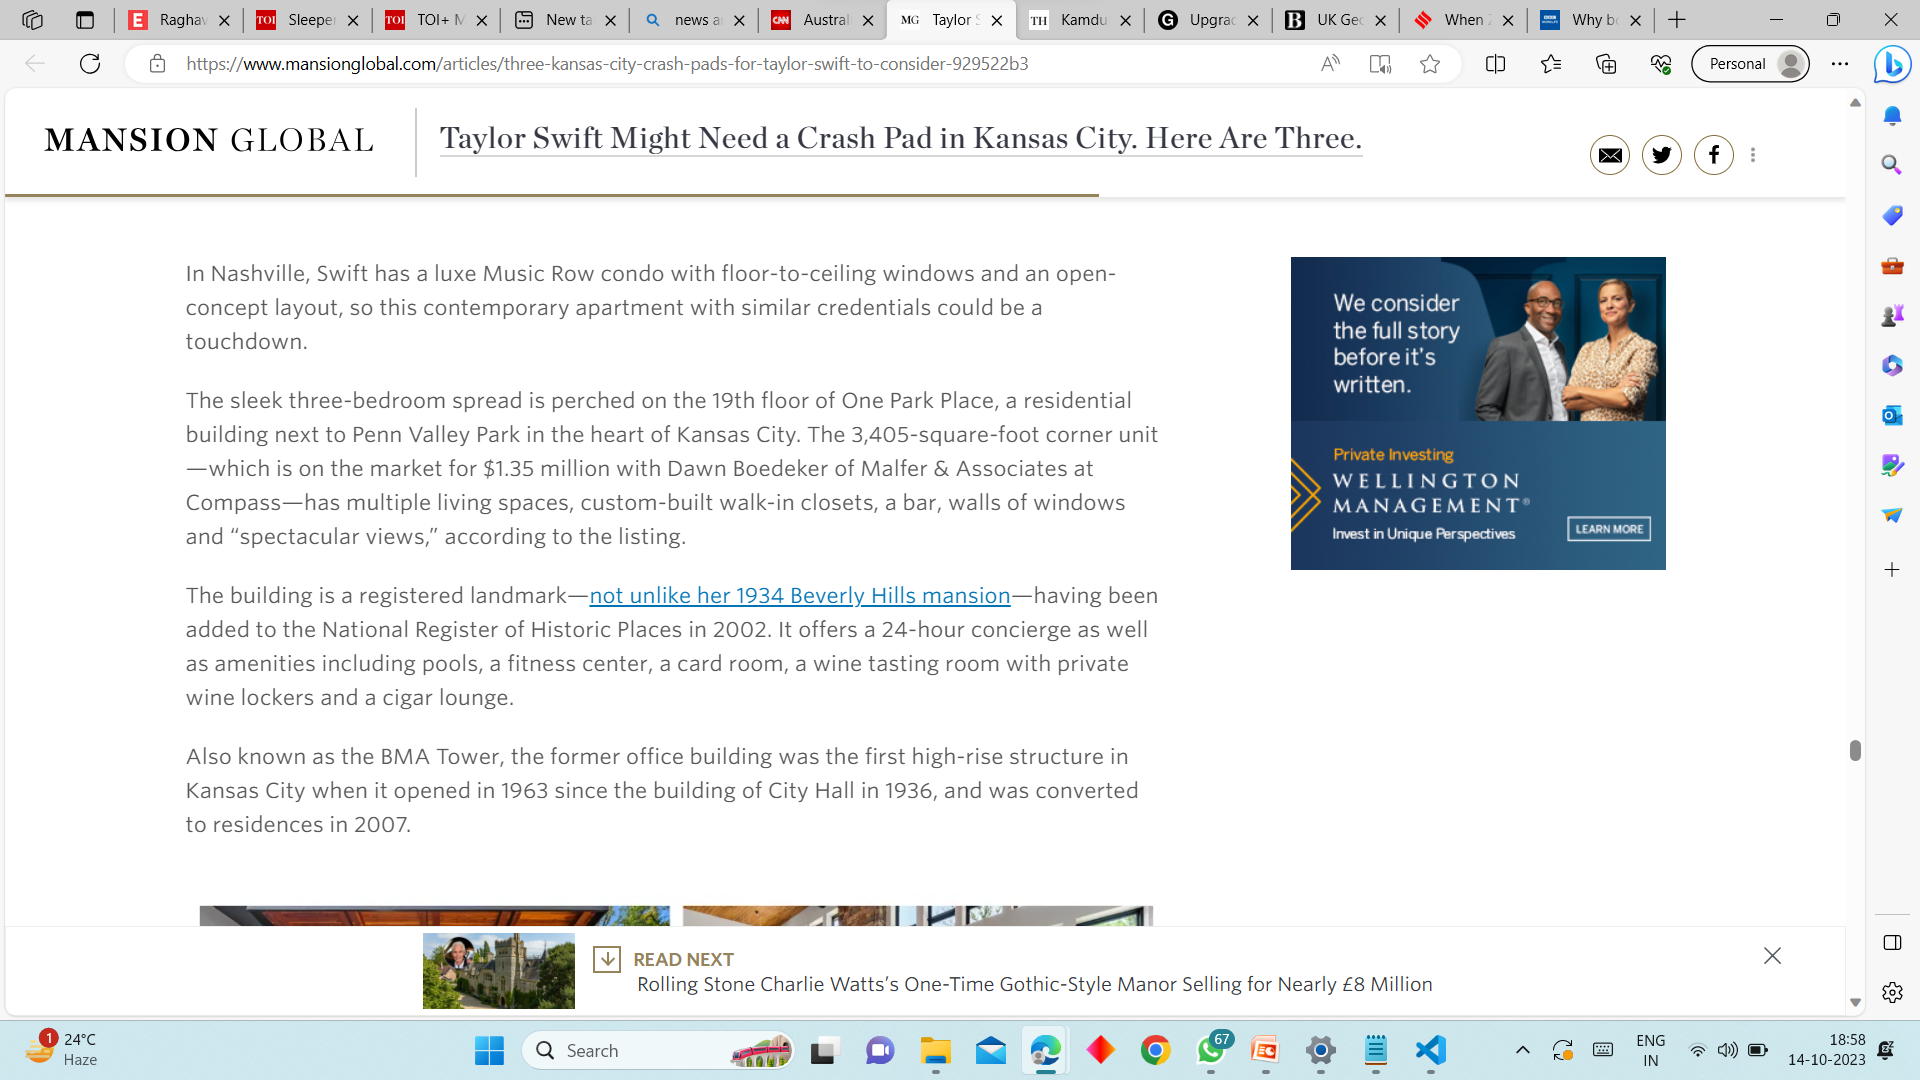 Raghav
Sleeper
TOI+ M
New ta
news a
Austral
Taylor S
Kamdu
Upgrac
UK Geo
When
Why bo
https://www.mansionglobal.com/articles/three-kansas-city-crash-pads-for-taylor-swift-to-consider-929522b3
Personal
MANSION GLOBAL
Taylor Swift Might Need a Crash Pad in Kansas City. Here Are Three.
In Nashville, Swift has a luxe Music Row condo with floor-to-ceiling windows and an open-
concept layout, so this contemporary apartment with similar credentials could be a
touchdown.
The sleek three-bedroom spread is perched on the 19th floor of One Park Place, a residential
building next to Penn Valley Park in the heart of Kansas City. The 3,405-square-foot corner unit
—which is on the market for $1.35 million with Dawn Boedeker of Malfer & Associates at
Compass—has multiple living spaces, custom-built walk-in closets, a bar, walls of windows
and “spectacular views,” according to the listing.
The building is a registered landmark—not unlike her 1934 Beverly Hills mansion—having been
added to the National Register of Historic Places in 2002. It offers a 24-hour concierge as well
as amenities including pools, a fitness center, a card room, a wine tasting room with private
wine lockers and a cigar lounge.
Also known as the BMA Tower, the former office building was the first high-rise structure in
Kansas City when it opened in 1963 since the building of City Hall in 1936, and was converted
to residences in 2007.
We consider
the full story
before it's
written.
Private Investing
WELLINGTON
MANAGEMENT®
Invest in Unique Perspectives
LEARN MORE
READ NEXT
Rolling Stone Charlie Watts’s One-Time Gothic-Style Manor Selling for Nearly £8 Million
1
24°C
Haze
Search
67
ENG
IN
18:58
14-10-2023